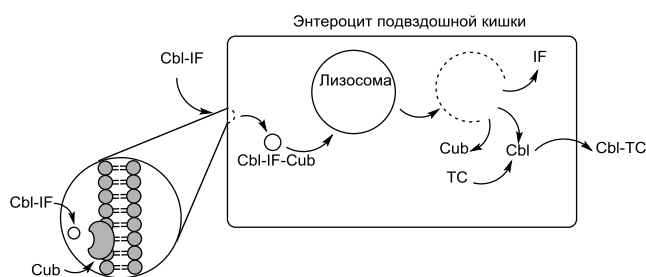 Энтероцит подвздошной кишки
Cbl-IF
Лизосома
IF
Cbl-IF-Cub
Cub
Cbl
Cbl-TC
TC
Cbl-IF
Cub